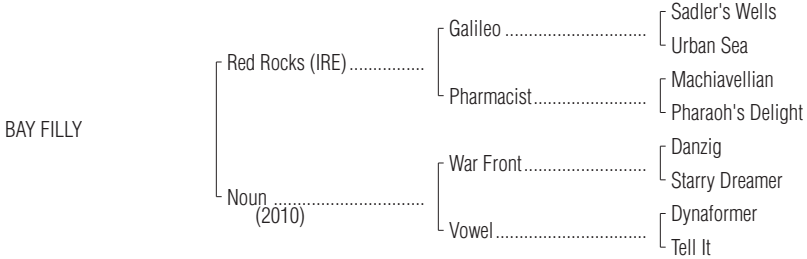 Sadler's Wells
Galileo ..............................
Urban Sea
Red Rocks (IRE) ................
Machiavellian
Pharmacist........................
Pharaoh's Delight
BAY FILLY
Danzig
War Front..........................
Starry Dreamer
Noun ................................
(2010)
Dynaformer
Vowel ................................
Tell It